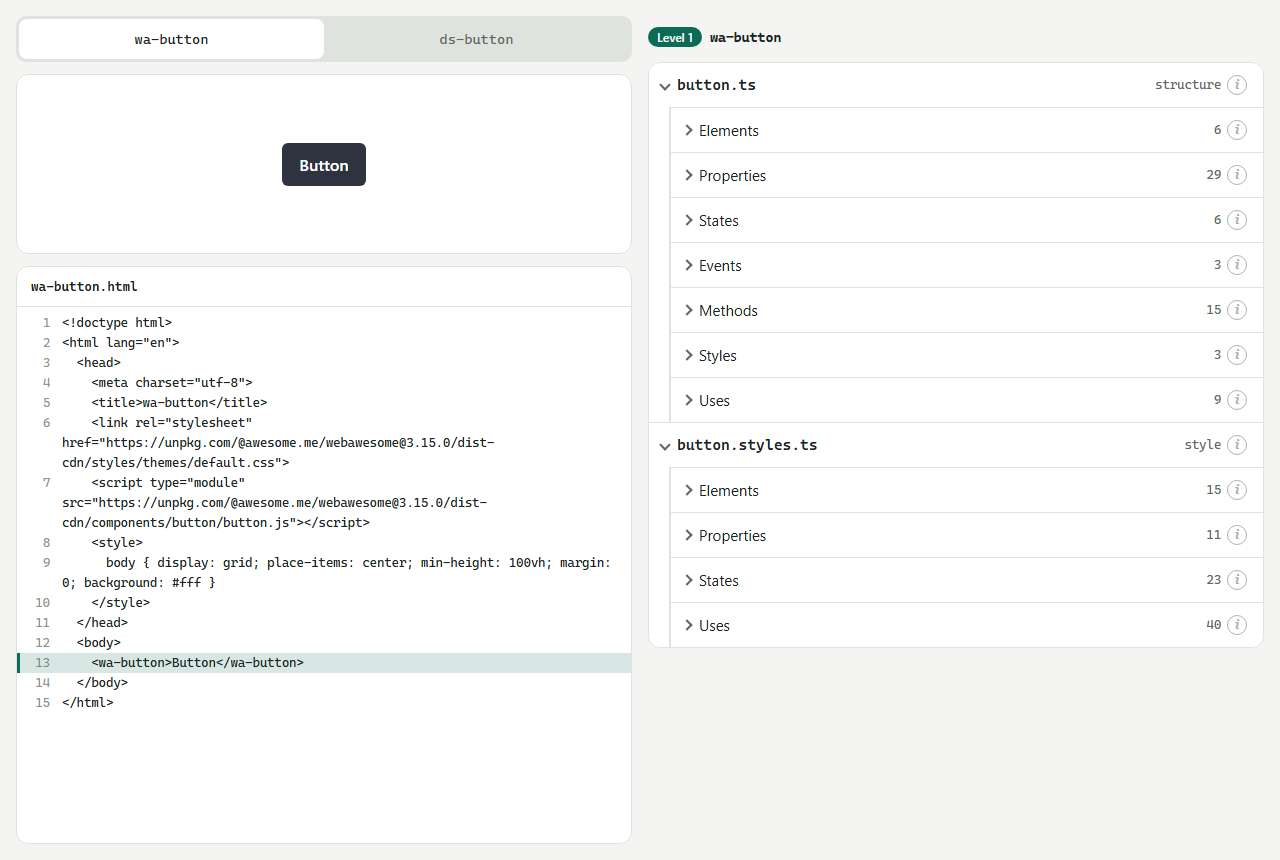 wa-button
ds-button
Button
wa-button.html
1 <!doctype html>
2 <html lang="en">
3 <head>
4 <meta charset="utf-8">
5 <title>wa-button</title>
6 <link rel="stylesheet"
href="https://unpkg.com/@awesome.me/webawesome@3.15.0/dist-
cdn/styles/themes/default.css">
7 <script type="module"
src="https://unpkg.com/@awesome.me/webawesome@3.15.0/dist-
cdn/components/button/button.js"></script>
8 <style>
9 body { display: grid; place-items: center; min-height: 100vh; margin:
0; background: #fff }
10 </style>
11 </head>
12 <body>
13 <wa-button>Button</wa-button>
14 </body>
15 </html>
Level 1 wa-button
button.ts structure i
Elements 6 i
Properties 29 i
States 6 i
Events 3 i
Methods 15 i
Styles 3 i
Uses 9 i
button.styles.ts style i
Elements 15 i
Properties 11 i
States 23 i
Uses 40 i